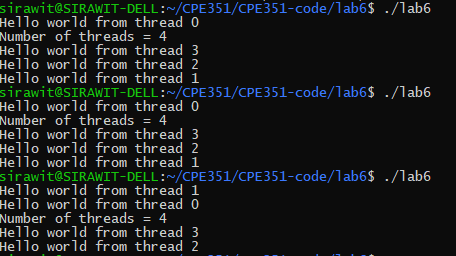 sirawit@SIRAWIT-DELL:~/CPE351/CPE351-code/lab6$ ./lab6
Hello world from thread 0
Number of threads = 4
Hello world from thread 3
Hello world from thread 2
Hello world from thread 1
sirawit@SIRAWIT-DELL:~/CPE351/CPE351-code/lab6$ ./lab6
Hello world from thread 0
Number of threads = 4
Hello world from thread 3
Hello world from thread 2
Hello world from thread 1
sirawit@SIRAWIT-DELL:~/CPE351/CPE351-code/lab6$ ./lab6
Hello world from thread 1
Hello world from thread 0
Number of threads = 4
Hello world from thread 3
Hello world from thread 2